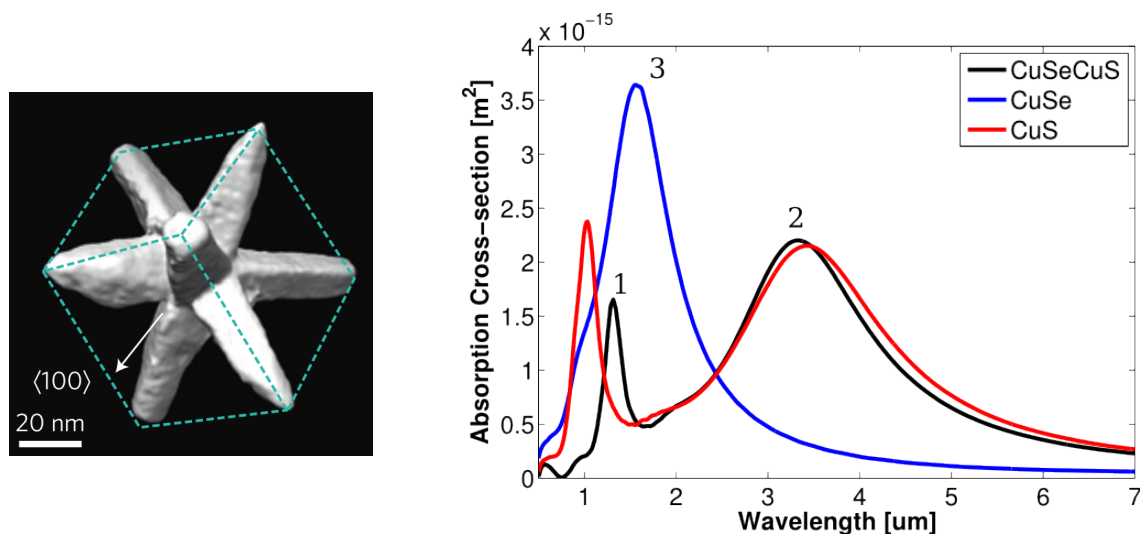 ⟨100⟩
20 nm
× 10⁻¹⁵
4
3.5
3
2.5
2
1.5
1
0.5
0
Absorption Cross-section [m²]
3
2
1
CuSeCuS
CuSe
CuS
1 2 3 4 5 6 7
Wavelength [um]